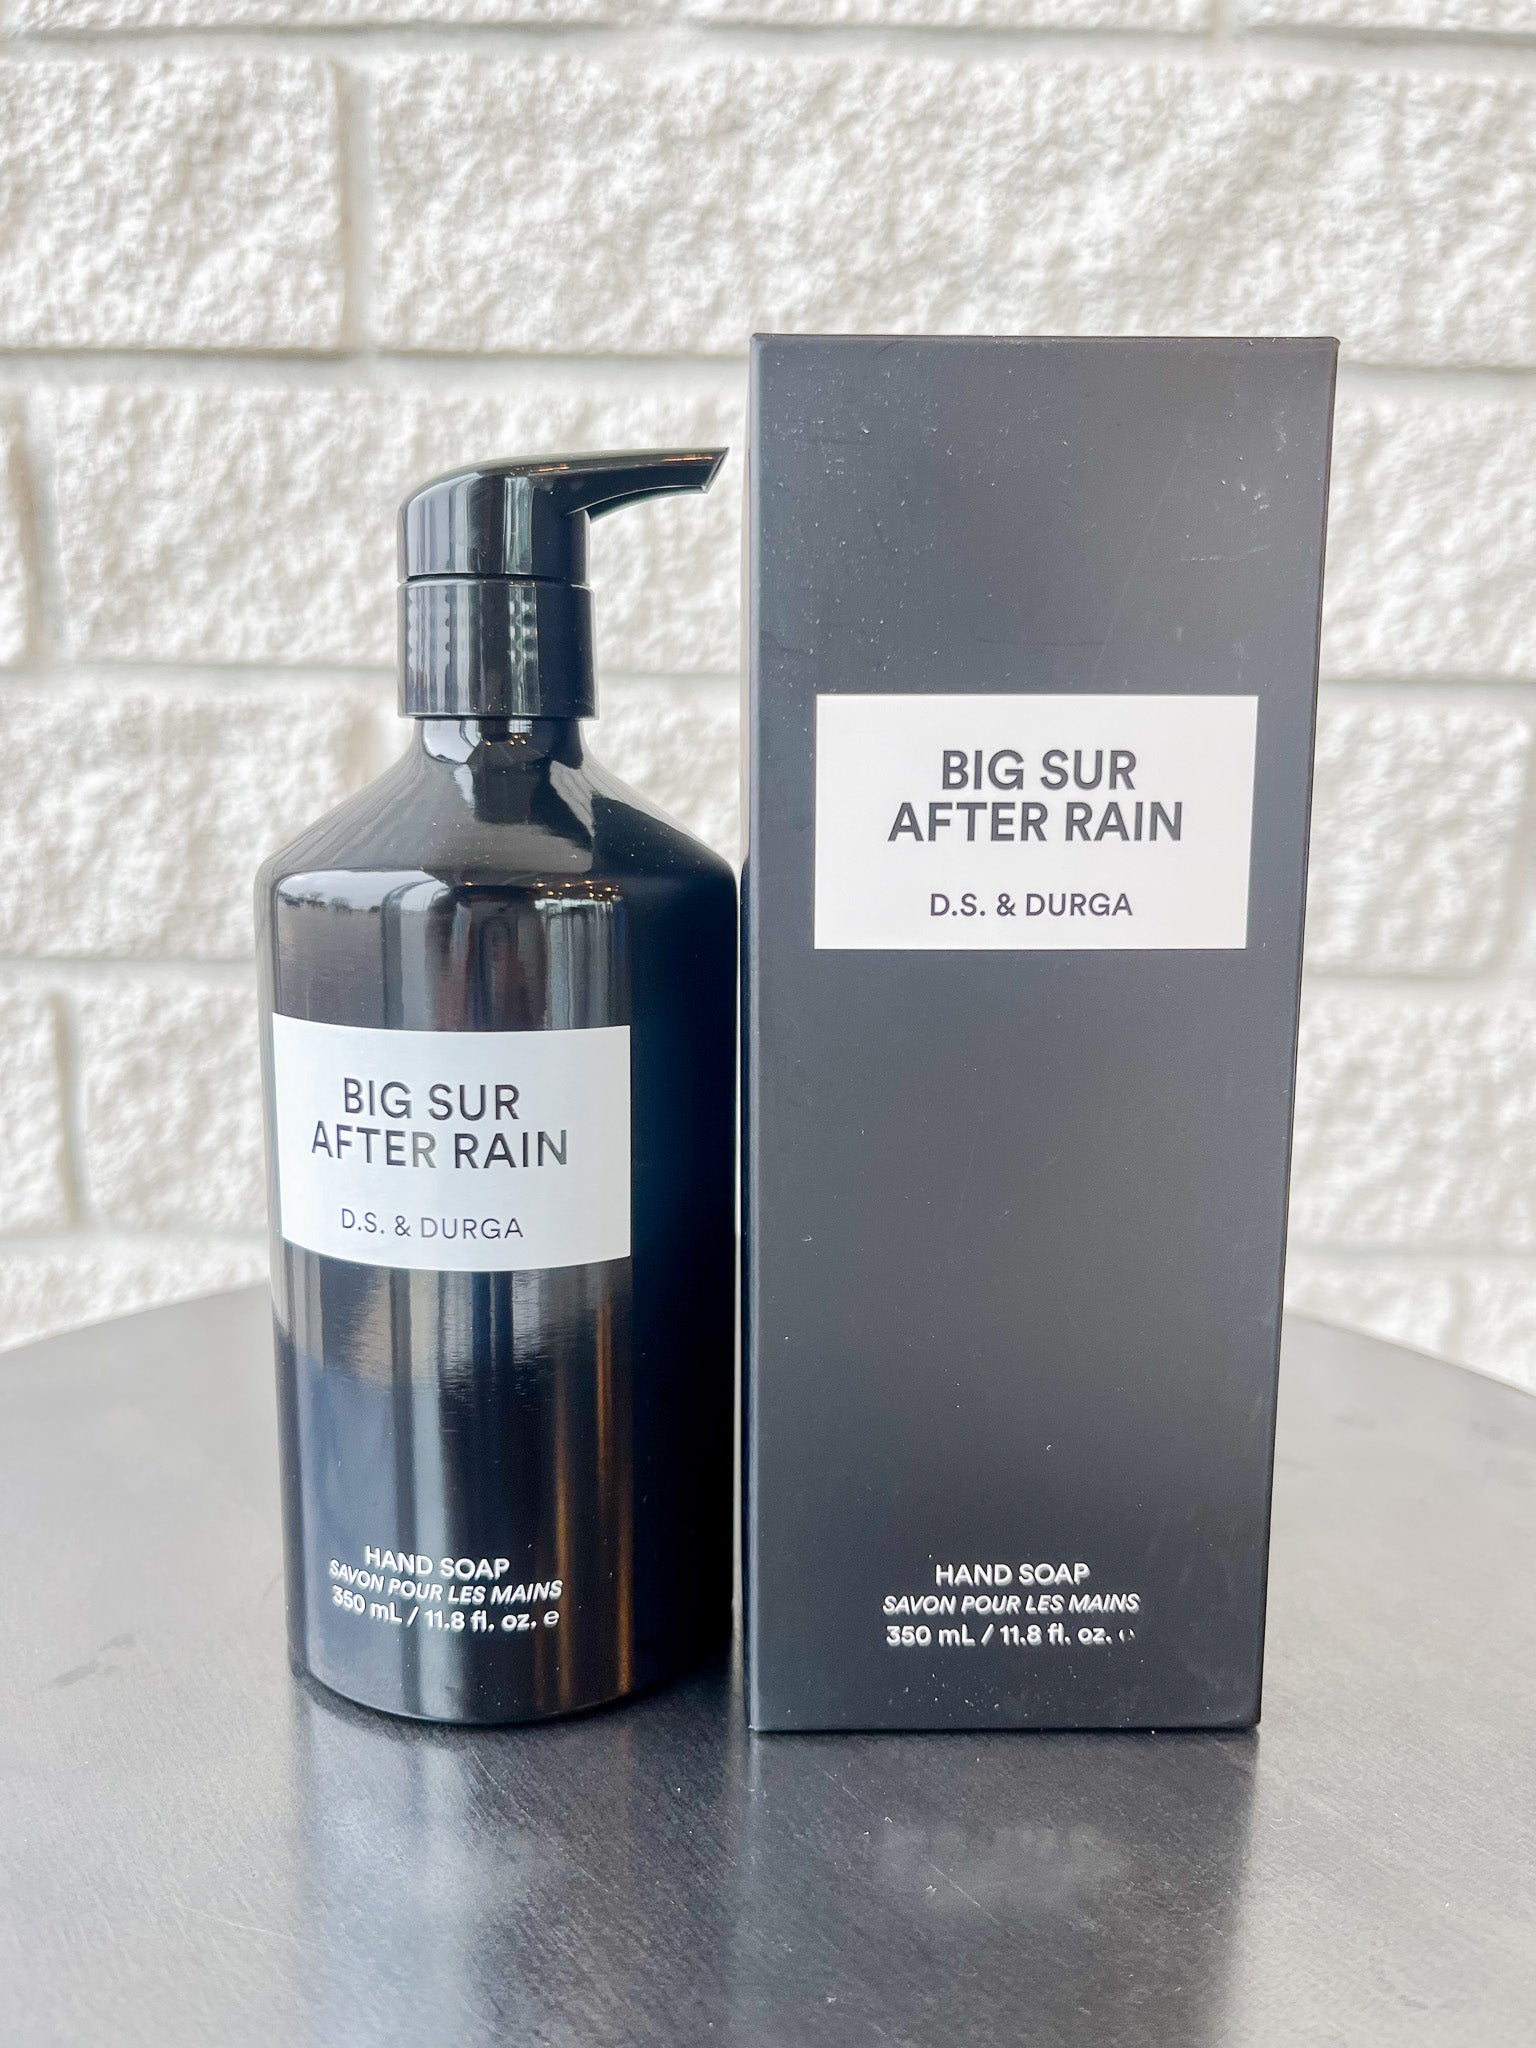 BIG SUR
AFTER RAIN
D.S. & DURGA
HAND SOAP
SAVON POUR LES MAINS
350 mL / 11.8 fl. oz. e
BIG SUR
AFTER RAIN
D.S. & DURGA
HAND SOAP
SAVON POUR LES MAINS
350 mL / 11.8 fl. oz. e